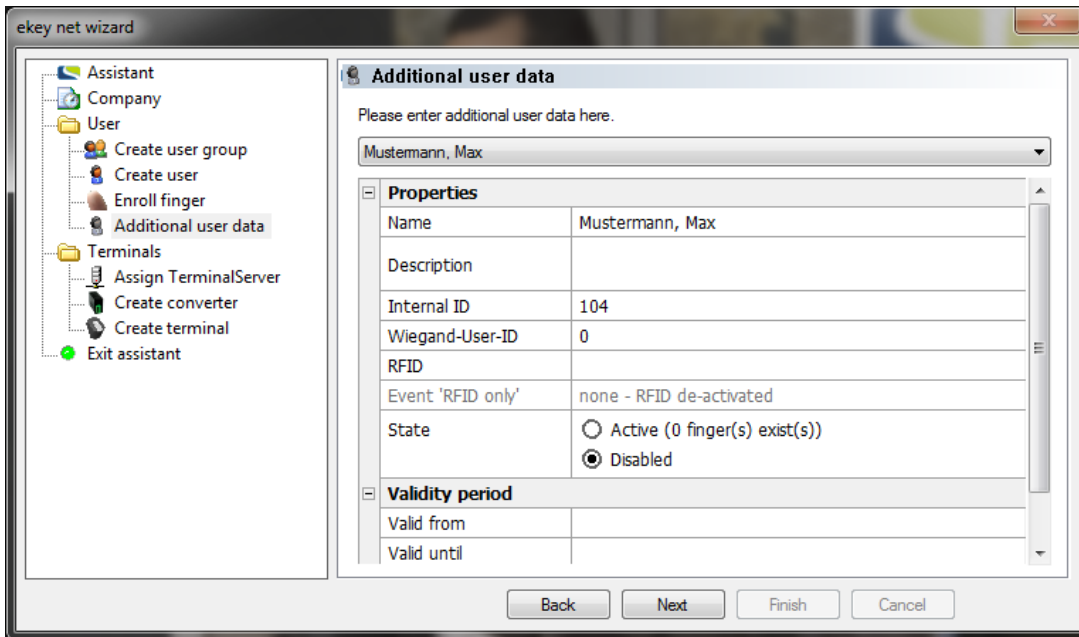 ekey net wizard
Assistant
Company
User
Create user group
Create user
Enroll finger
Additional user data
Terminals
Assign TerminalServer
Create converter
Create terminal
Exit assistant
Additional user data
Please enter additional user data here.
Mustermann, Max
Properties
Name Mustermann, Max
Description
Internal ID 104
Wiegand-User-ID 0
RFID
Event 'RFID only' none - RFID de-activated
State Active (0 finger(s) exist(s))
Disabled
Validity period
Valid from
Valid until
Back Next Finish Cancel